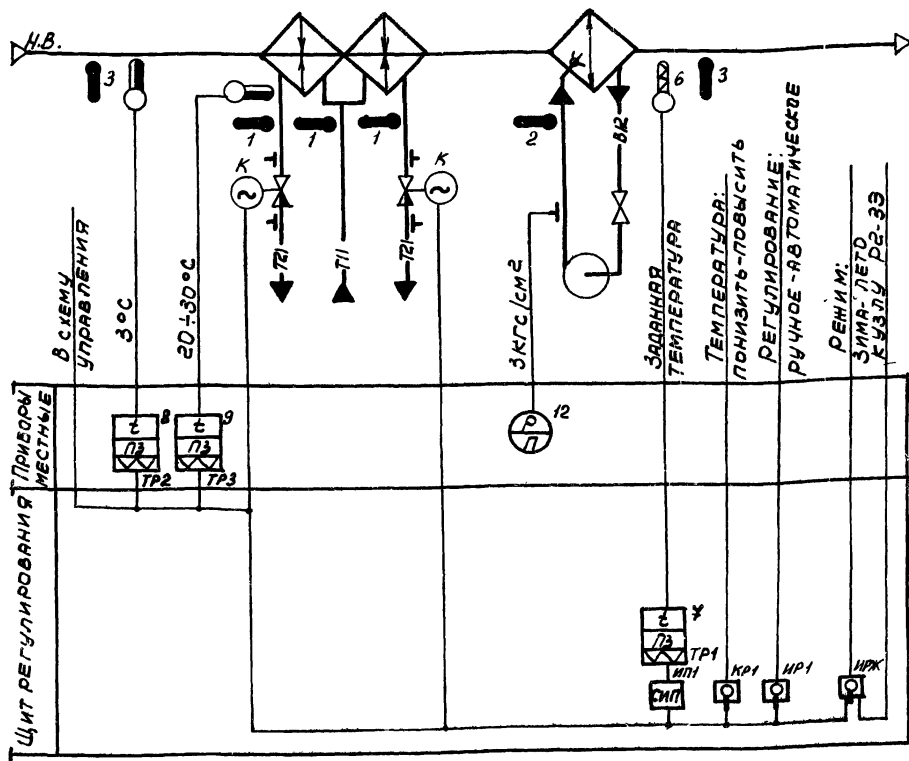 Н.В.
3
6
3
1
1
1
2
К
К
Т21
Т11
Т21
В12
В схему
управления
3°С
20÷30°С
3 кгс/см2
Заданная
температура
Температура:
понизить-повысить
Регулирование:
ручное-автоматическое
Режим:
Зима-лето
К узлу Р2-ЗЭ
Приборы
местные
t
ПЗ
8
ТР2
t
ПЗ
9
ТР3
Р
П
12
Щит регулирования
t
ПЗ
7
ТР1
ИП1
СИП
КР1
ИР1
ИРЖ